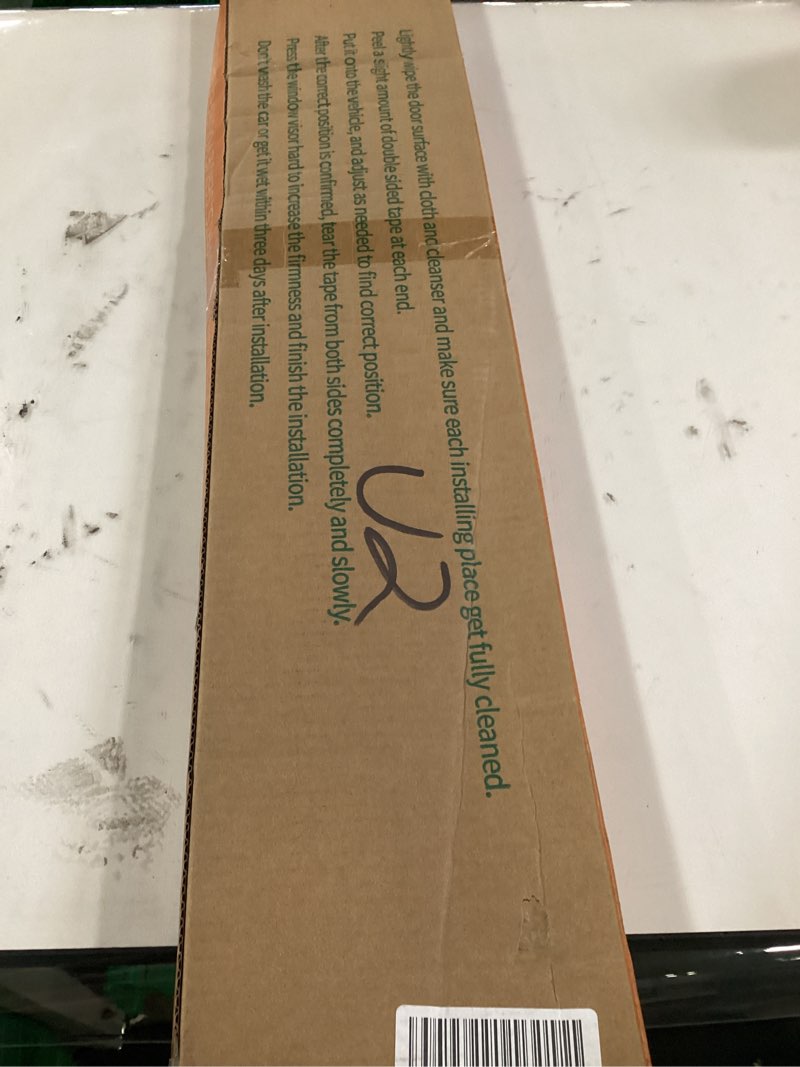 Lightly wipe the door surface with cloth and cleanser and make sure each installing place get fully cleaned.
Peel a slight amount of double sided tape at each end.
Put it onto the vehicle, and adjust as needed to find correct position.
After the correct position is confirmed, tear the tape from both sides completely and slowly.
Press the window visor hard to increase the firmness and finish the installation.
Don't wash the car or get it wet within three days after installation.
U2